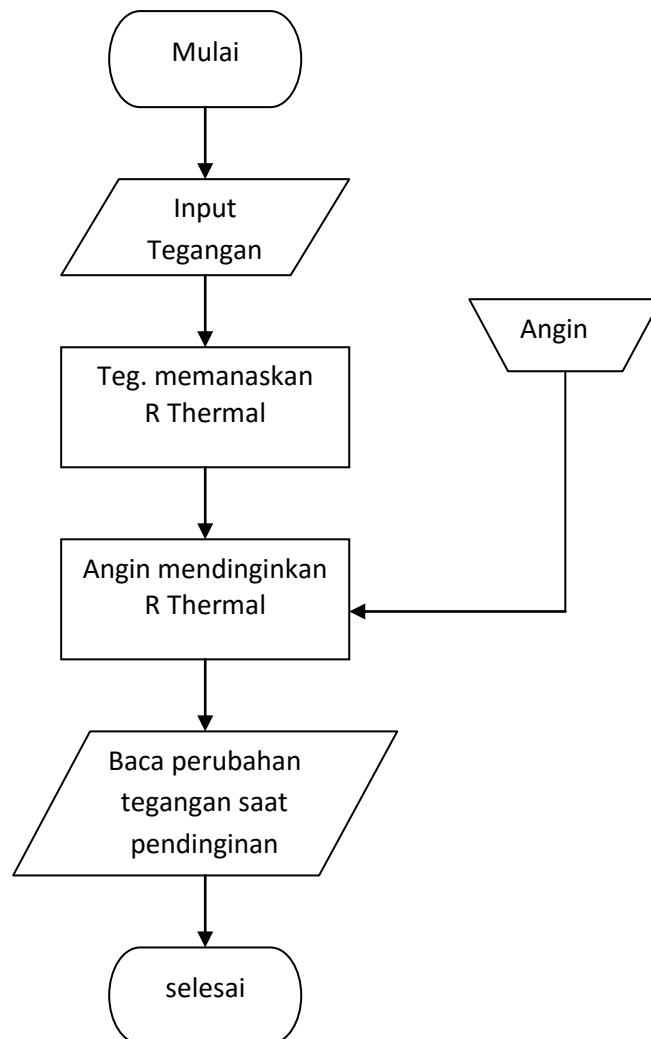 Mulai
Input
Tegangan
Angin
Teg. memanaskan
R Thermal
Angin mendinginkan
R Thermal
Baca perubahan
tegangan saat
pendinginan
selesai